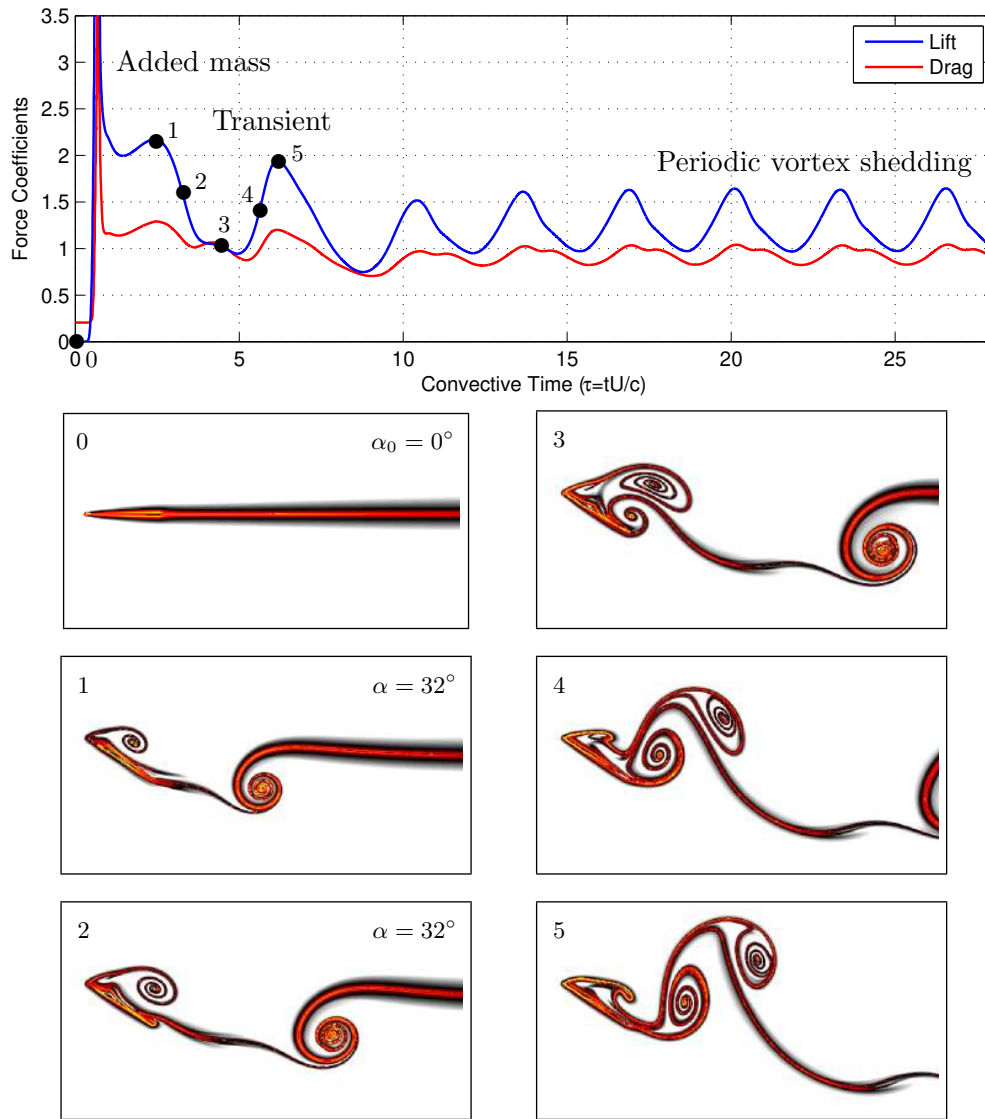 3.5
3
2.5
2
1.5
1
0.5
0
Force Coefficients
Added mass
Transient
Periodic vortex shedding
Lift
Drag
1
2
3
4
5
0 0 5 10 15 20 25
Convective Time (τ=tU/c)
0 α₀ = 0°
3
1 α = 32°
4
2 α = 32°
5